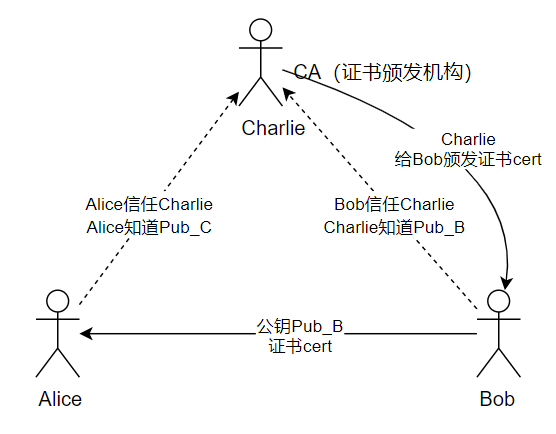 CA（证书颁发机构）
Charlie
Charlie
给Bob颁发证书cert
Alice信任Charlie
Alice知道Pub_C
Bob信任Charlie
Charlie知道Pub_B
公钥Pub_B
证书cert
Alice
Bob